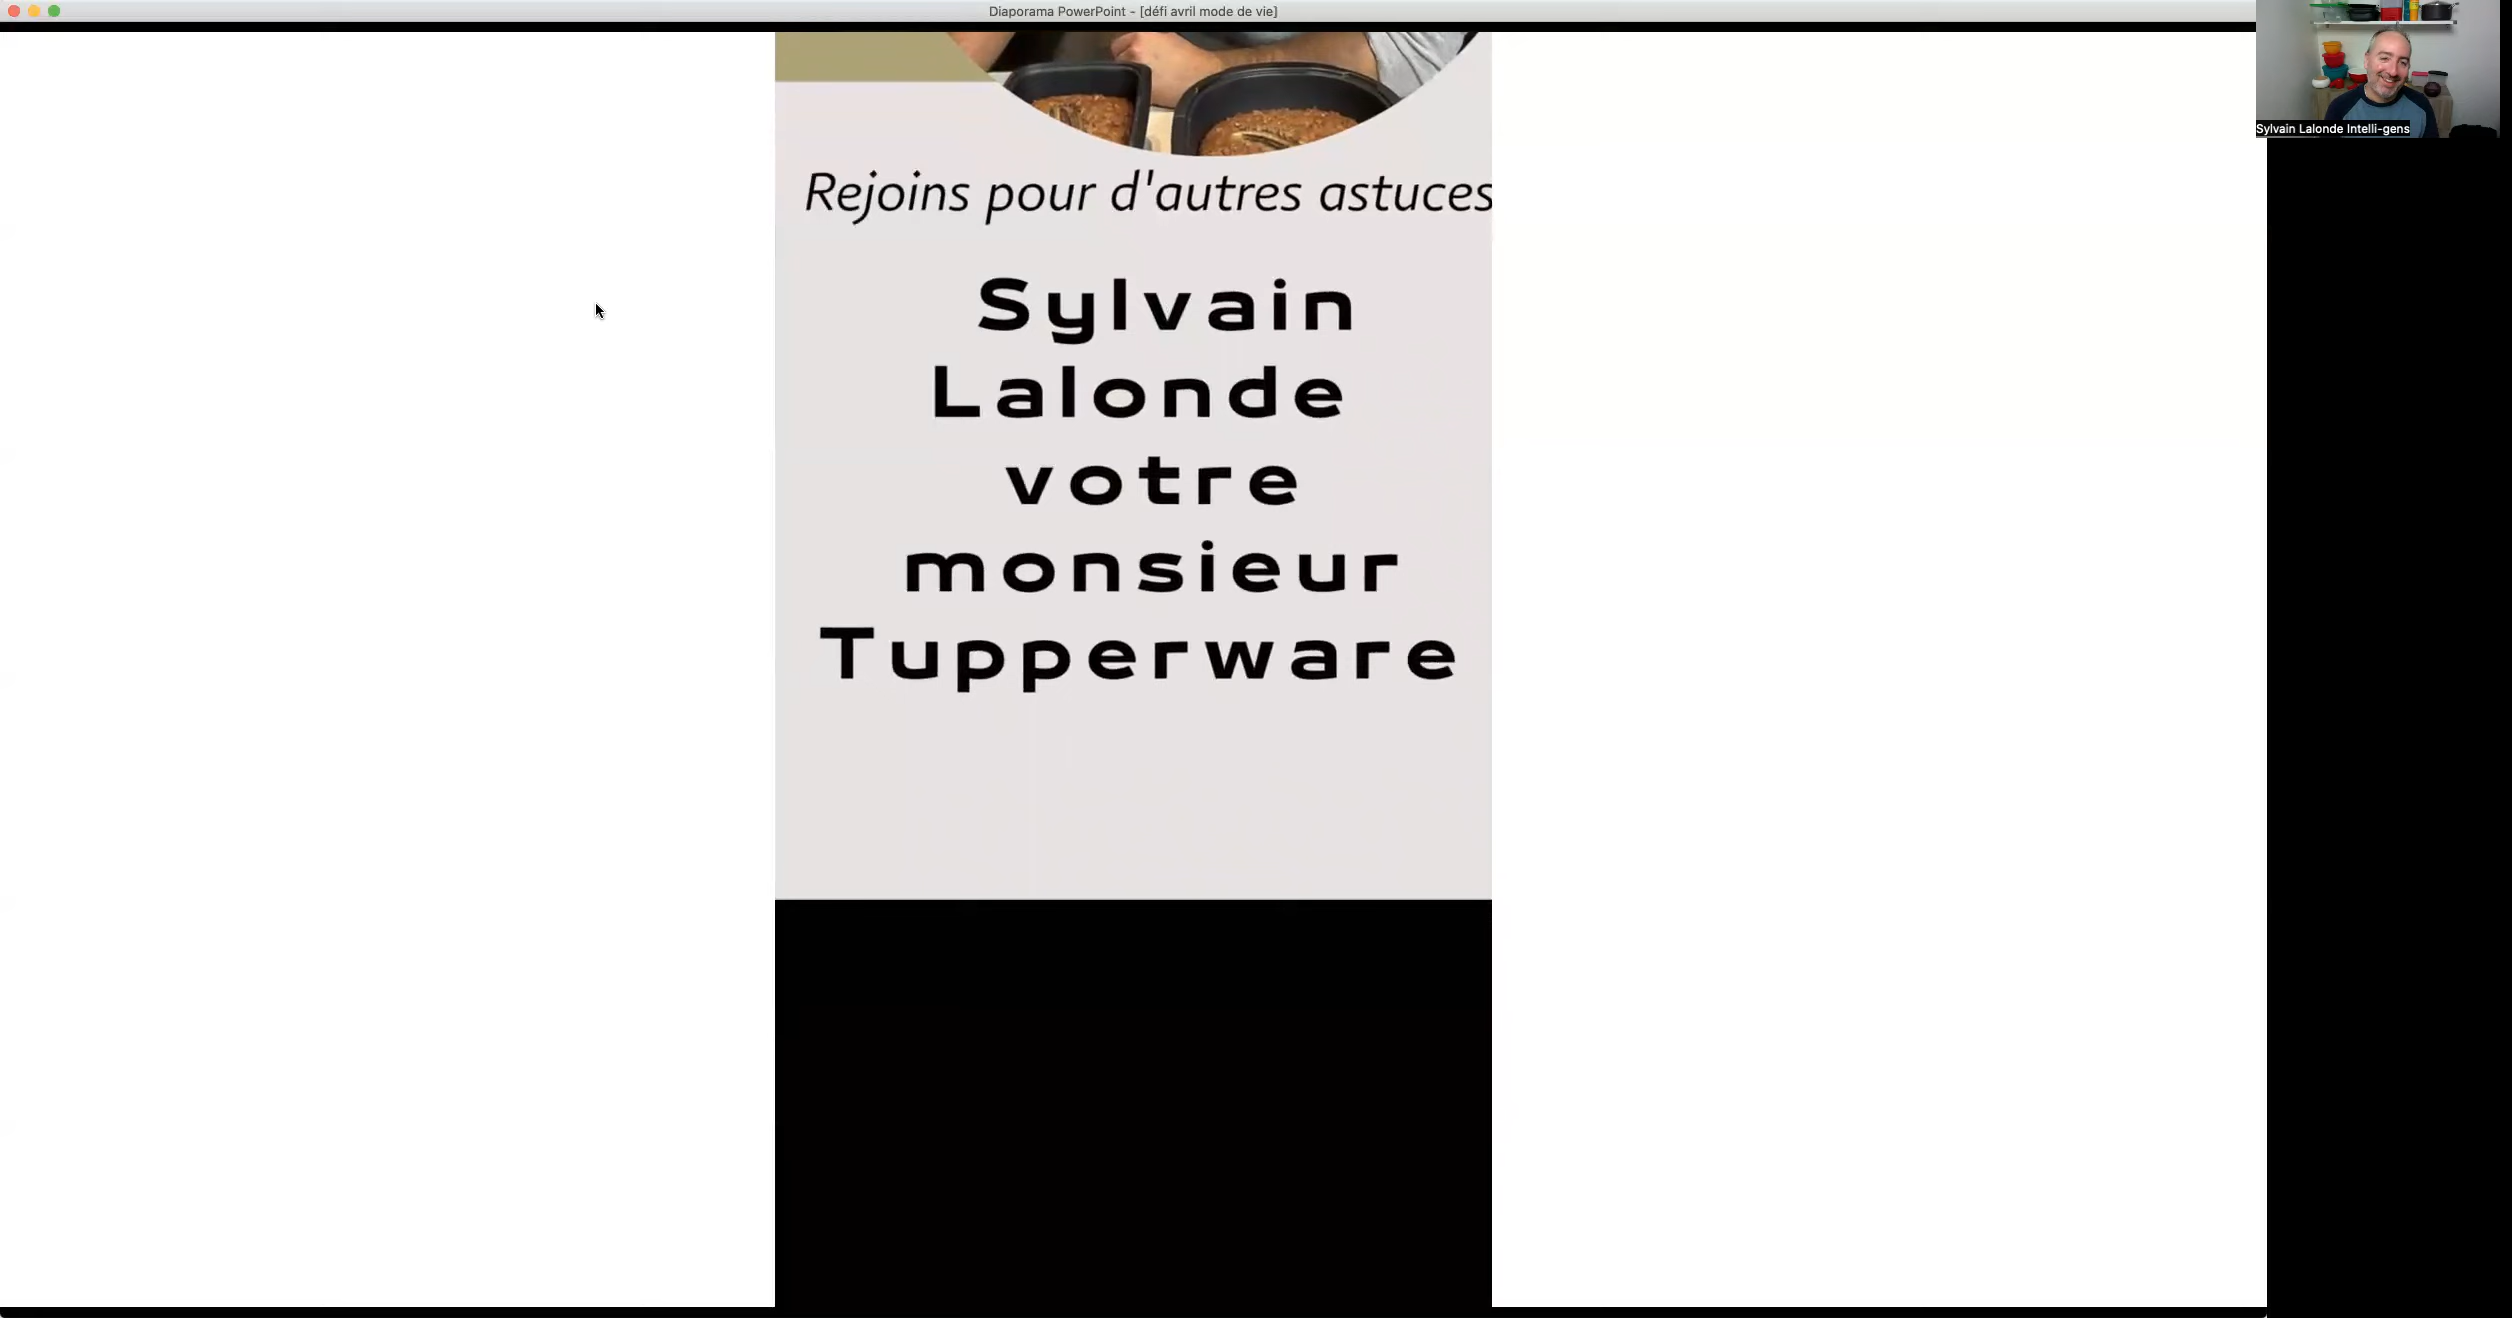 Diaporama PowerPoint - [défi avril mode de vie]
Sylvain Lalonde Intelli-gens
Rejoins pour d'autres astuces
Sylvain
Lalonde
votre
monsieur
Tupperware